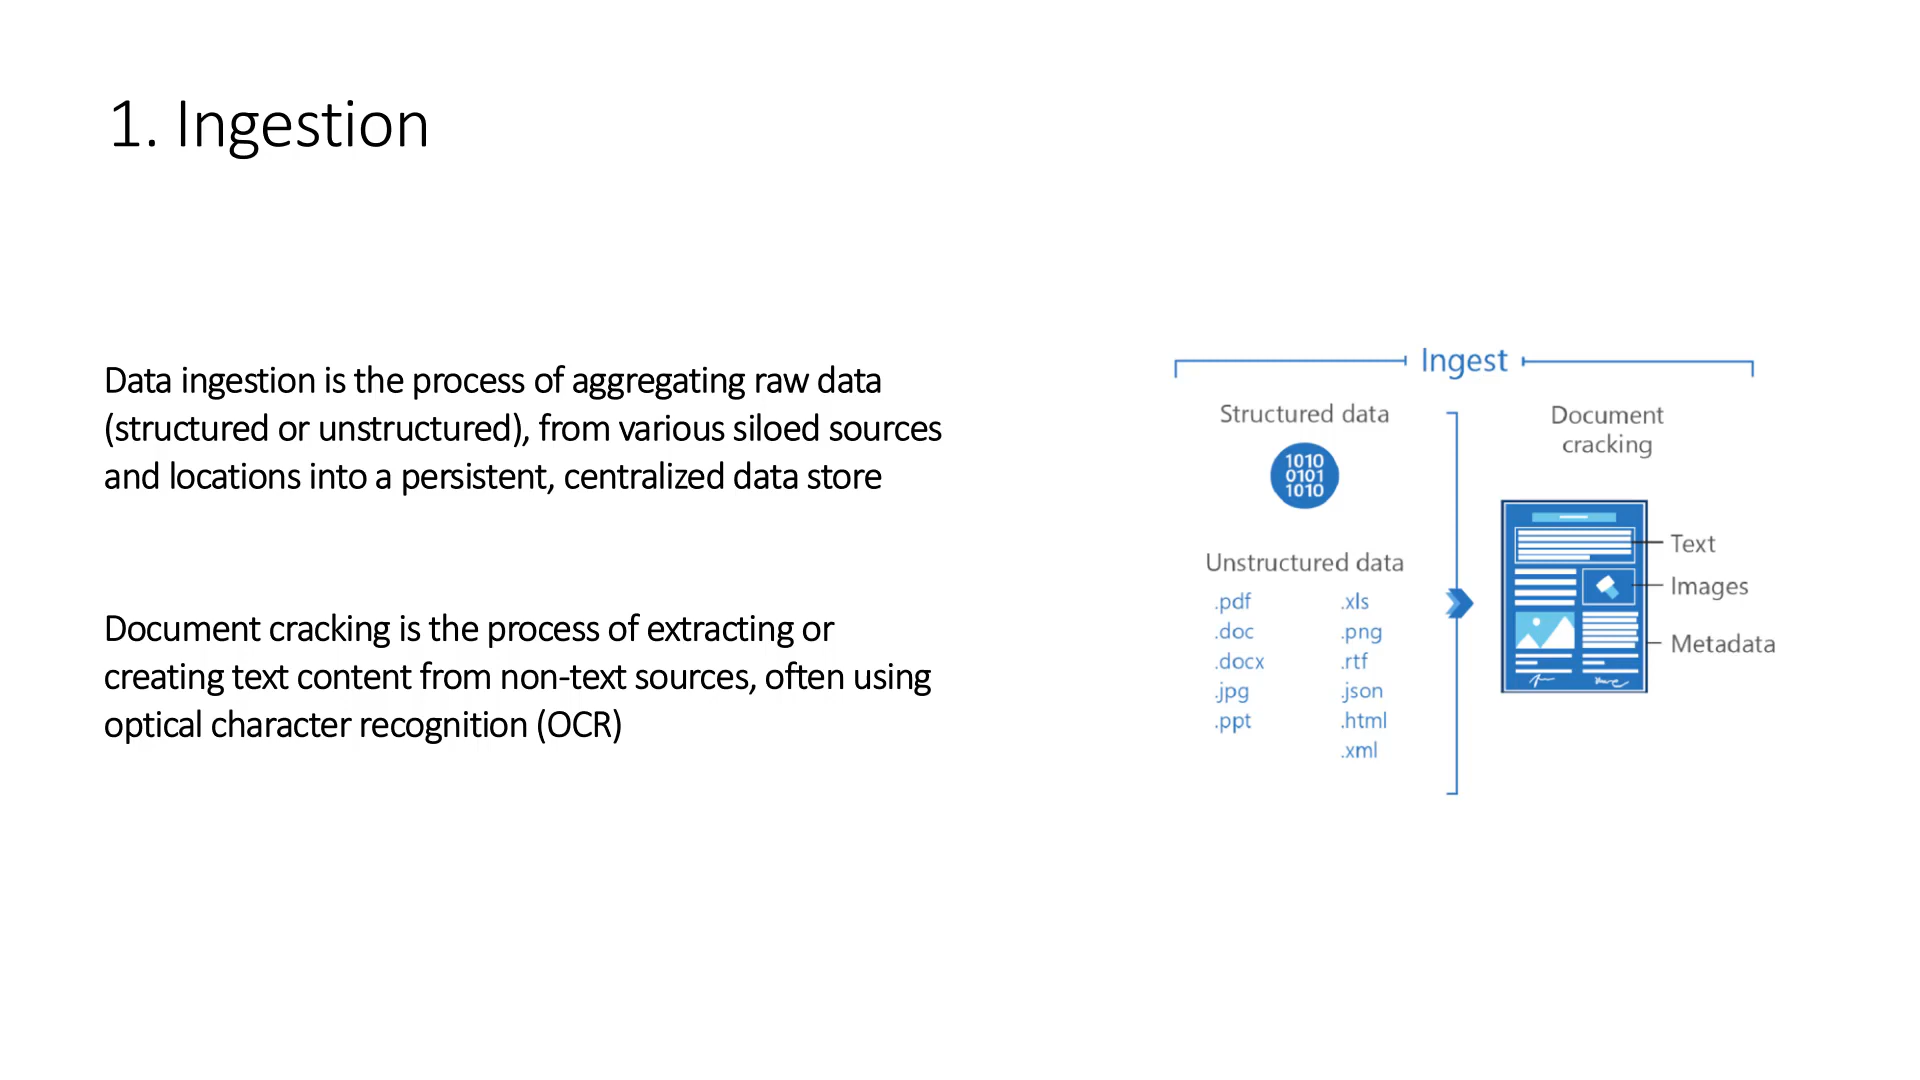 1. Ingestion
Data ingestion is the process of aggregating raw data
(structured or unstructured), from various siloed sources
and locations into a persistent, centralized data store
Document cracking is the process of extracting or
creating text content from non-text sources, often using
optical character recognition (OCR)
Ingest
Structured data
1010
0101
1010
Unstructured data
.pdf
.doc
.docx
.jpg
.ppt
.xls
.png
.rtf
.json
.html
.xml
Document
cracking
Text
Images
Metadata